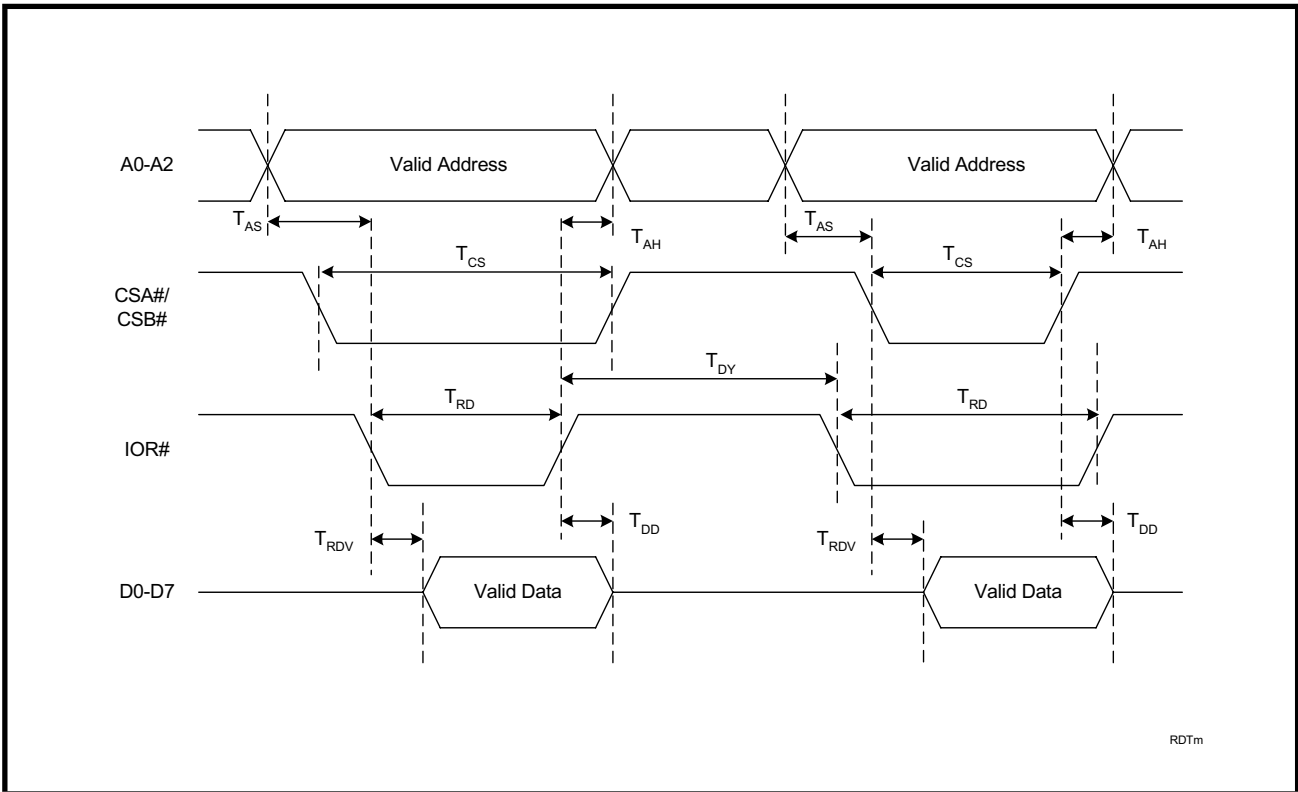 A0-A2
Valid Address
Valid Address
TAS
TAH
TAS
TAH
TCS
TCS
CSA#/
CSB#
TDY
TRD
TRD
IOR#
TRDV
TDD
TRDV
TDD
D0-D7
Valid Data
Valid Data
RDTm